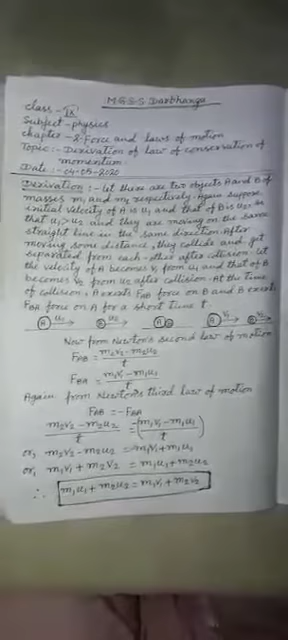 M.G.S.S Darbhanga
Class - IX
Subject - physics
chapter - 2. Force and laws of motion
Topic :- Derivation of law of conservation of
momentum.
Date :- 04-05-2020
Derivation :- let there are two objects A and B of
masses m₁ and m₂ respectively. Again suppose
initial velocity of A is u₁ and that of B is u₂, so
that u₁ > u₂ and they are moving on the same
straight line in the same direction. After
moving some distance, they collide and get
separated from each-other after collision. let
the velocity of A becomes v₁ from u₁ and that of B
becomes v₂ from u₂ after collision. At the time
of collision, A exerts FAB force on B and B exerts
FBA force on A for a short time t.
A u₁ B u₂ A B A v₁ B v₂
Now from Newton's second law of motion
FAB = (m₂v₂ - m₂u₂)/t
FBA = (m₁v₁ - m₁u₁)/t
Again from Newton's third law of motion
FAB = -FBA
(m₂v₂ - m₂u₂)/t = -((m₁v₁ - m₁u₁)/t)
or, m₂v₂ - m₂u₂ = -m₁v₁ + m₁u₁
or, m₁v₁ + m₂v₂ = m₁u₁ + m₂u₂
∴ m₁u₁ + m₂u₂ = m₁v₁ + m₂v₂